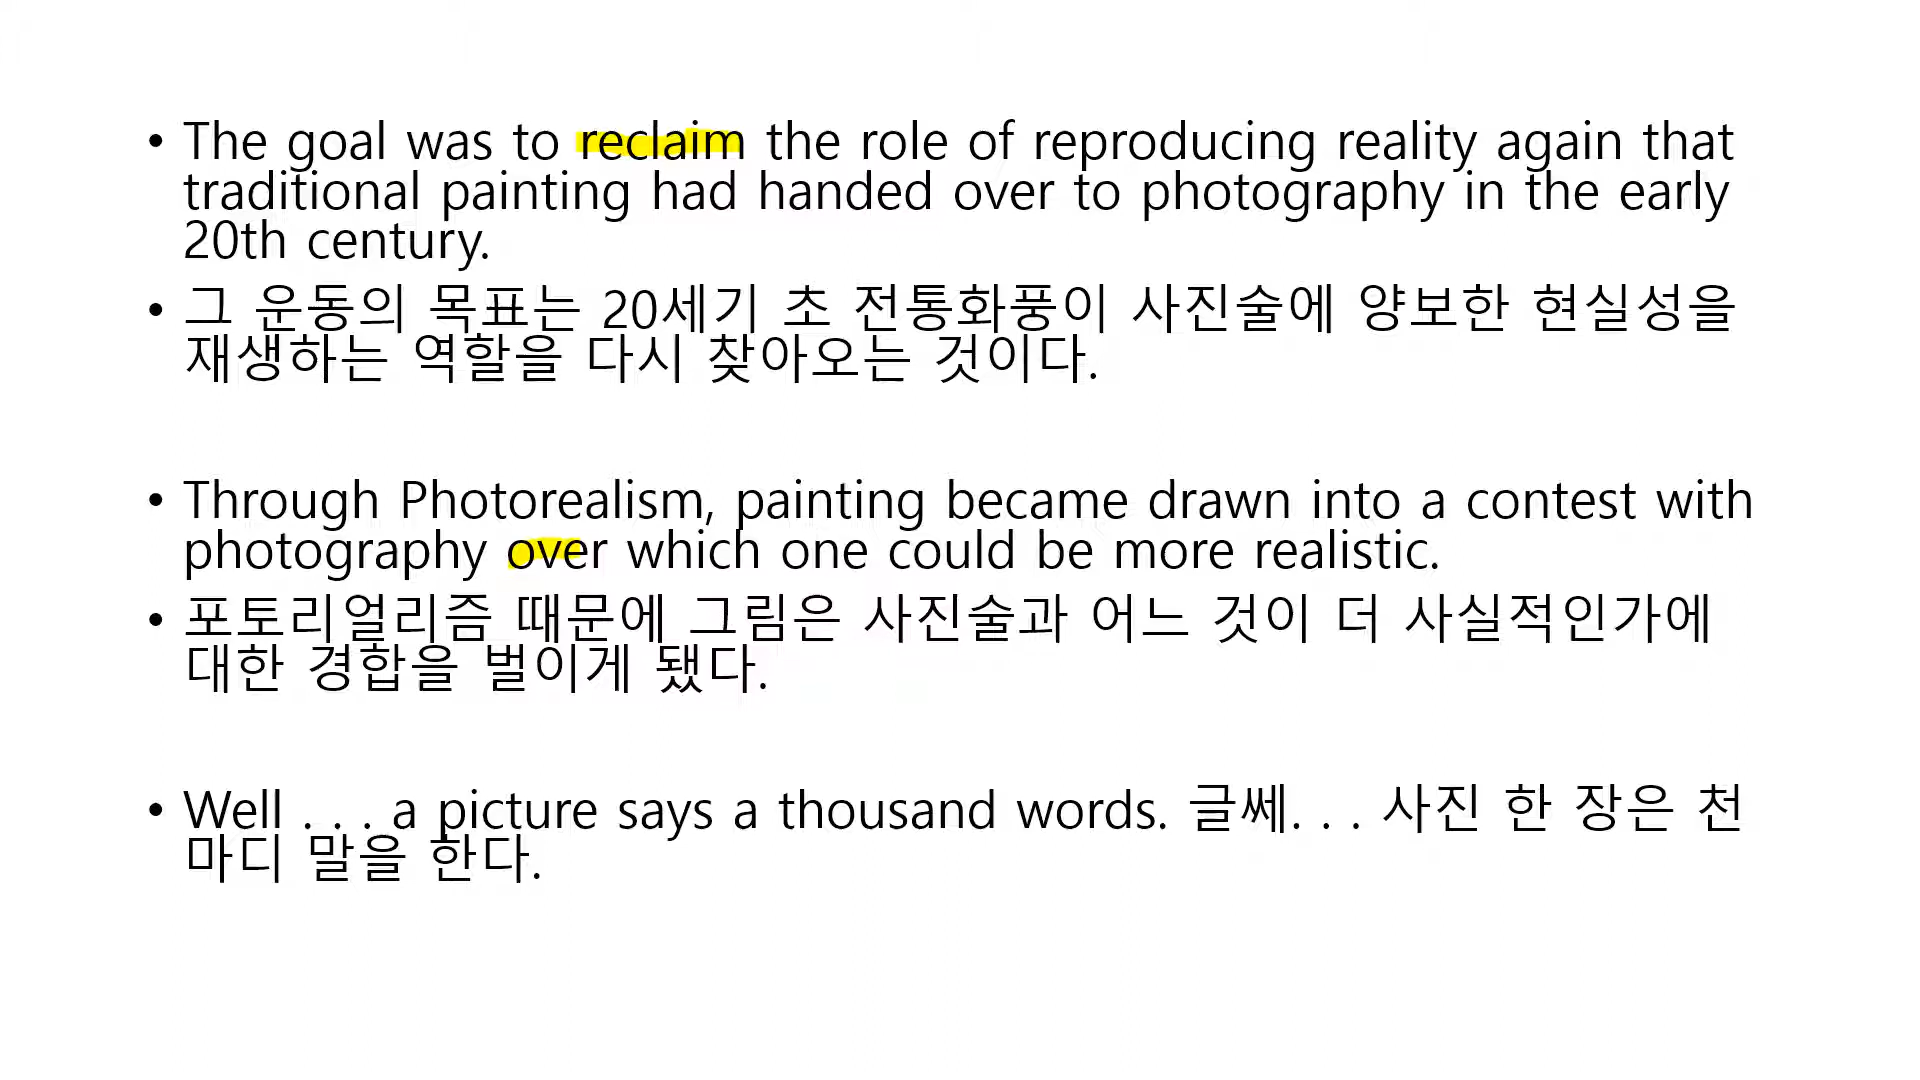 • The goal was to reclaim the role of reproducing reality again that
traditional painting had handed over to photography in the early
20th century.
• 그 운동의 목표는 20세기 초 전통화풍이 사진술에 양보한 현실성을
재생하는 역할을 다시 찾아오는 것이다.
• Through Photorealism, painting became drawn into a contest with
photography over which one could be more realistic.
• 포토리얼리즘 때문에 그림은 사진술과 어느 것이 더 사실적인가에
대한 경합을 벌이게 됐다.
• Well . . . a picture says a thousand words. 글쎄. . . 사진 한 장은 천
마디 말을 한다.